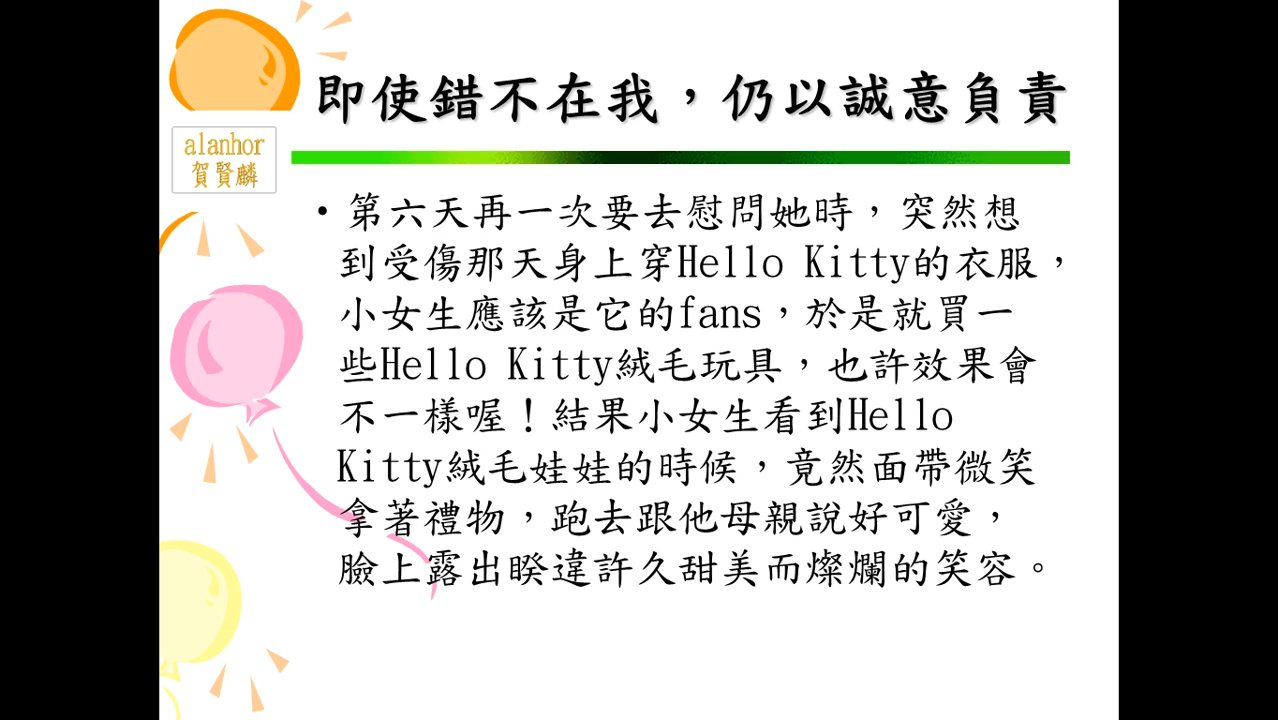 即使錯不在我，仍以誠意負責
alanhor
賀賢麟
•第六天再一次要去慰問她時，突然想
到受傷那天身上穿Hello Kitty的衣服，
小女生應該是它的fans，於是就買一
些Hello Kitty絨毛玩具，也許效果會
不一樣喔！結果小女生看到Hello
Kitty絨毛娃娃的時候，竟然面帶微笑
拿著禮物，跑去跟他母親說好可愛，
臉上露出睽違許久甜美而燦爛的笑容。